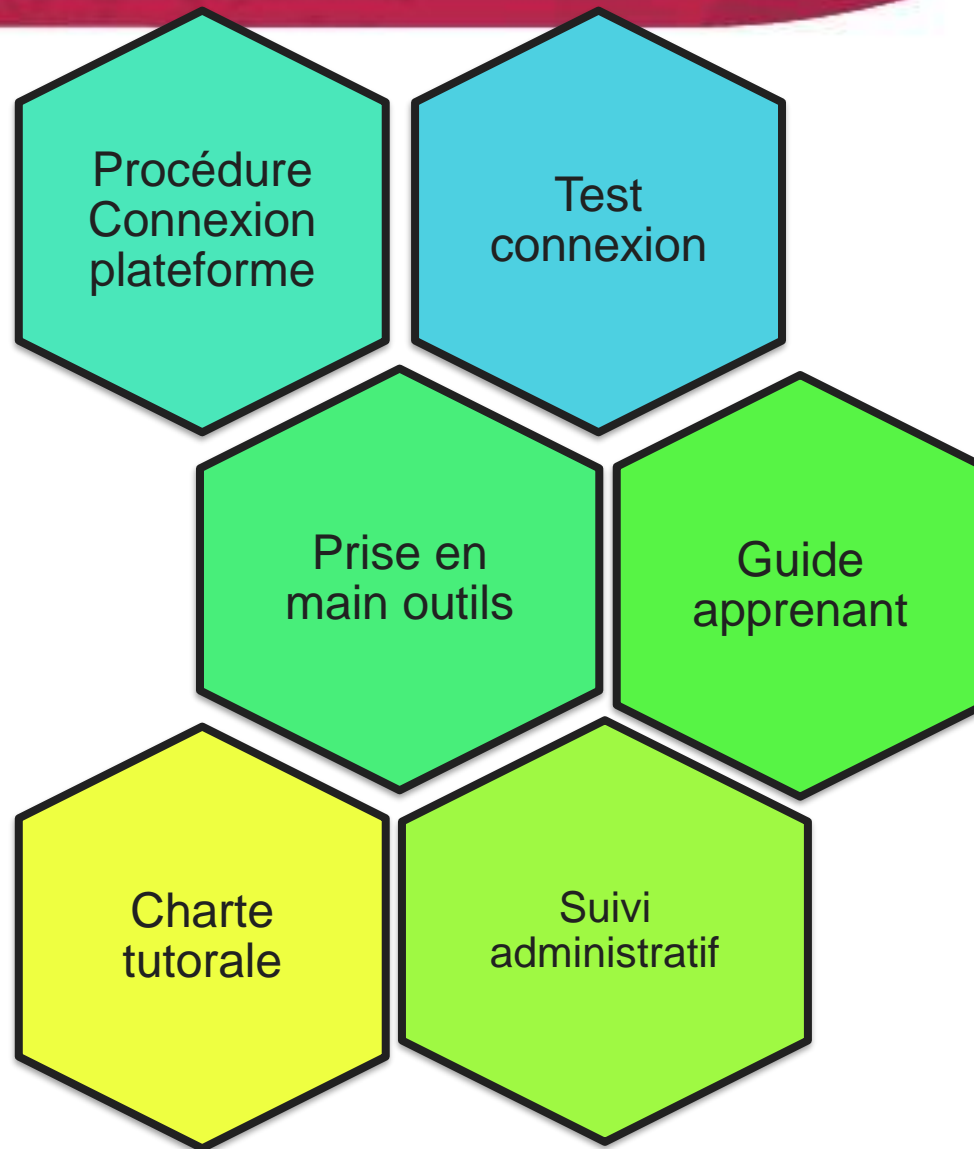 Procédure
Connexion
plateforme
Test
connexion
Prise en
main outils
Guide
apprenant
Charte
tutorale
Suivi
administratif